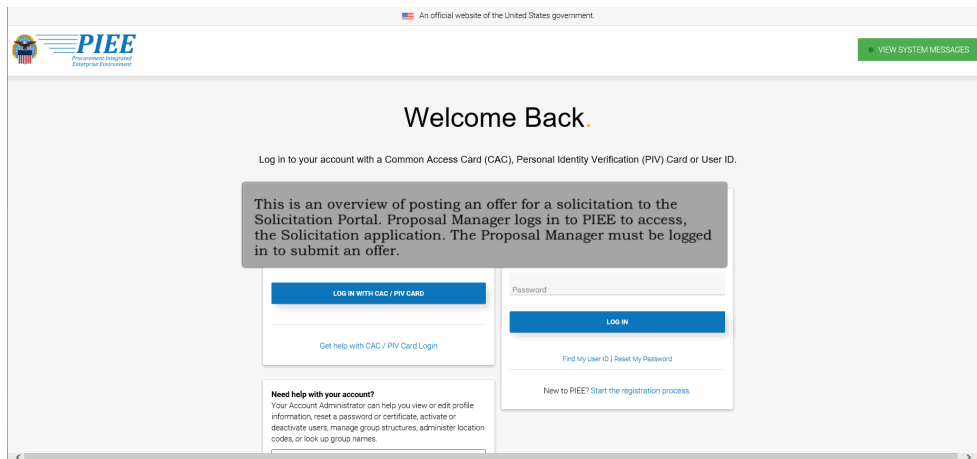 An official website of the United States government.
PIEE
Procurement Integrated
Enterprise Environment
VIEW SYSTEM MESSAGES
Welcome Back.
Log in to your account with a Common Access Card (CAC), Personal Identity Verification (PIV) Card or User ID.
This is an overview of posting an offer for a solicitation to the
Solicitation Portal. Proposal Manager logs in to PIEE to access,
the Solicitation application. The Proposal Manager must be logged
in to submit an offer.
LOG IN WITH CAC / PIV CARD
Get help with CAC / PIV Card Login
Password
LOG IN
Find My User ID | Reset My Password
New to PIEE? Start the registration process.
Need help with your account?
Your Account Administrator can help you view or edit profile
information, reset a password or certificate, activate or
deactivate users, manage group structures, administer location
codes, or look up group names.